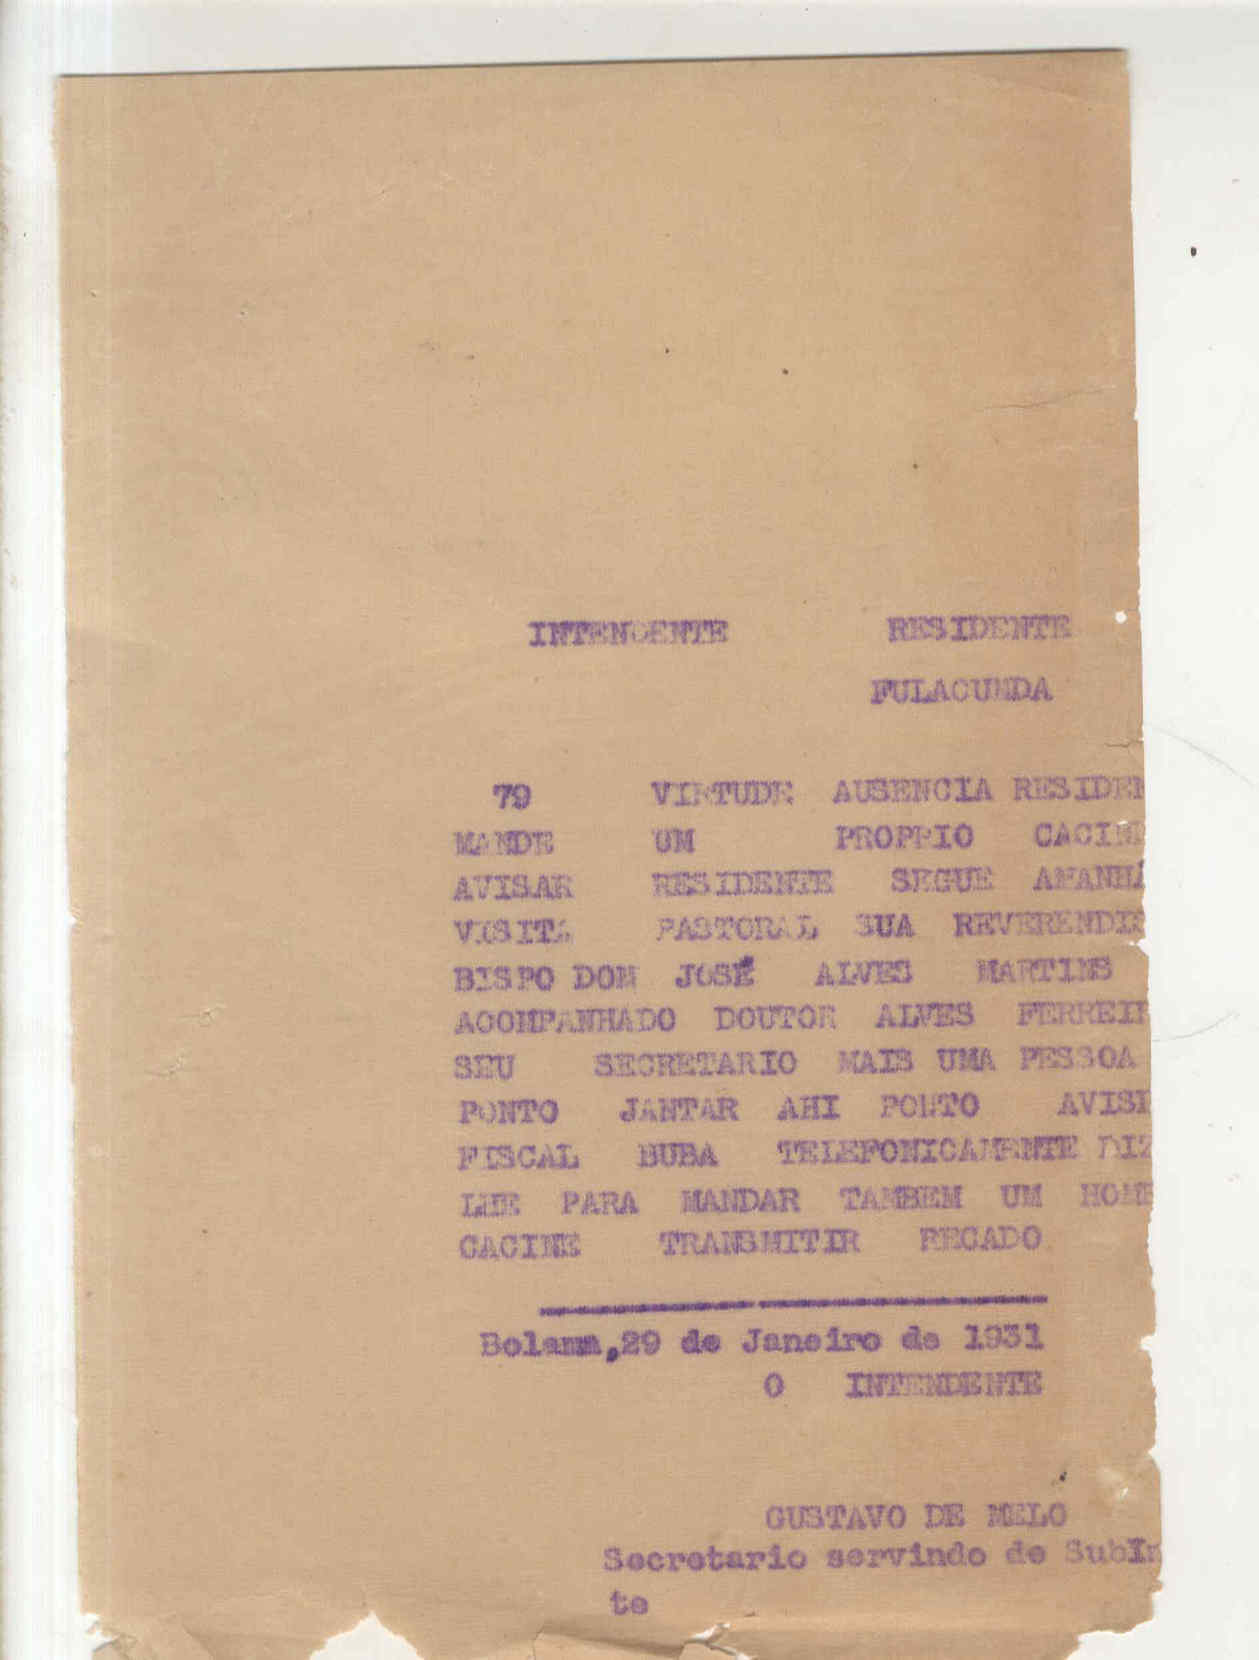 INTENDENTE RESIDENTE
FULACUNDA
79 VIRTUDE AUSENCIA RESIDEN
MANDE UM PROPRIO CACINE
AVISAR RESIDENTE SEGUE AMANHÃ
VISITA PASTORAL SUA REVERENDIS
BISPO DOM JOSÉ ALVES MARTINS
ACOMPANHADO DOUTOR ALVES FERREIR
SEU SECRETARIO MAIS UMA PESSOA
PONTO JANTAR AHI PONTO AVISE
FISCAL BUBA TELEFONICAMENTE DIZ
LHE PARA MANDAR TAMBEM UM HOME
CACINE TRANSMITIR RECADO
Bolama,29 de Janeiro de 1931
O INTENDENTE
GUSTAVO DE MELO
Secretario servindo de SubIn
te